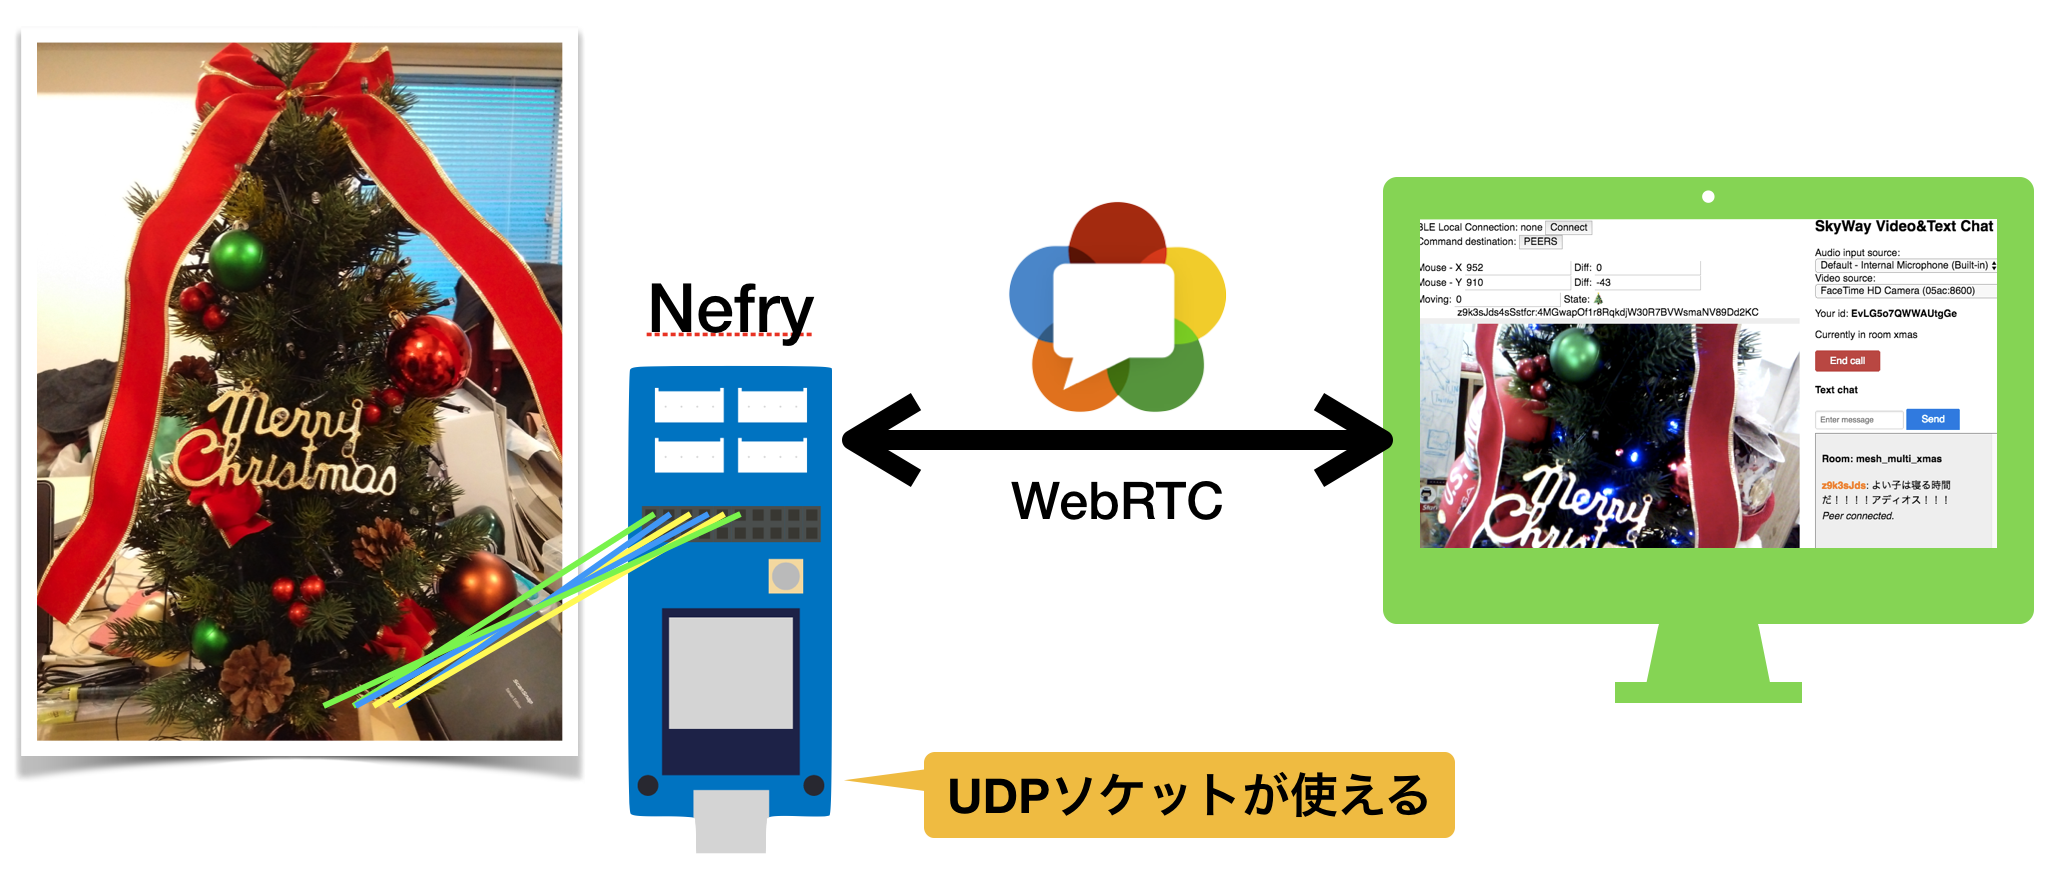 Merry
Christmas
ScanSnap
Nefry
WebRTC
UDPソケットが使える
BLE Local Connection: none Connect
Command destination: PEERS
Mouse - X 952 Diff: 0
Mouse - Y 910 Diff: -43
Moving: 0 State: 🌲
z9k3sJds4sSstfcr:4MGwapOf1r8RqkdjW30R7BVWsmaNV89Dd2KC
Merry
SkyWay Video&Text Chat
Audio input source:
Default - Internal Microphone (Built-in)
Video source:
FaceTime HD Camera (05ac:8600)
Your id: EvLG5o7QWWAUtgGe
Currently in room xmas
End call
Text chat
Enter message Send
Room: mesh_multi_xmas
z9k3sJds: よい子は寝る時間
だ！！！！アディオス！！！
Peer connected.